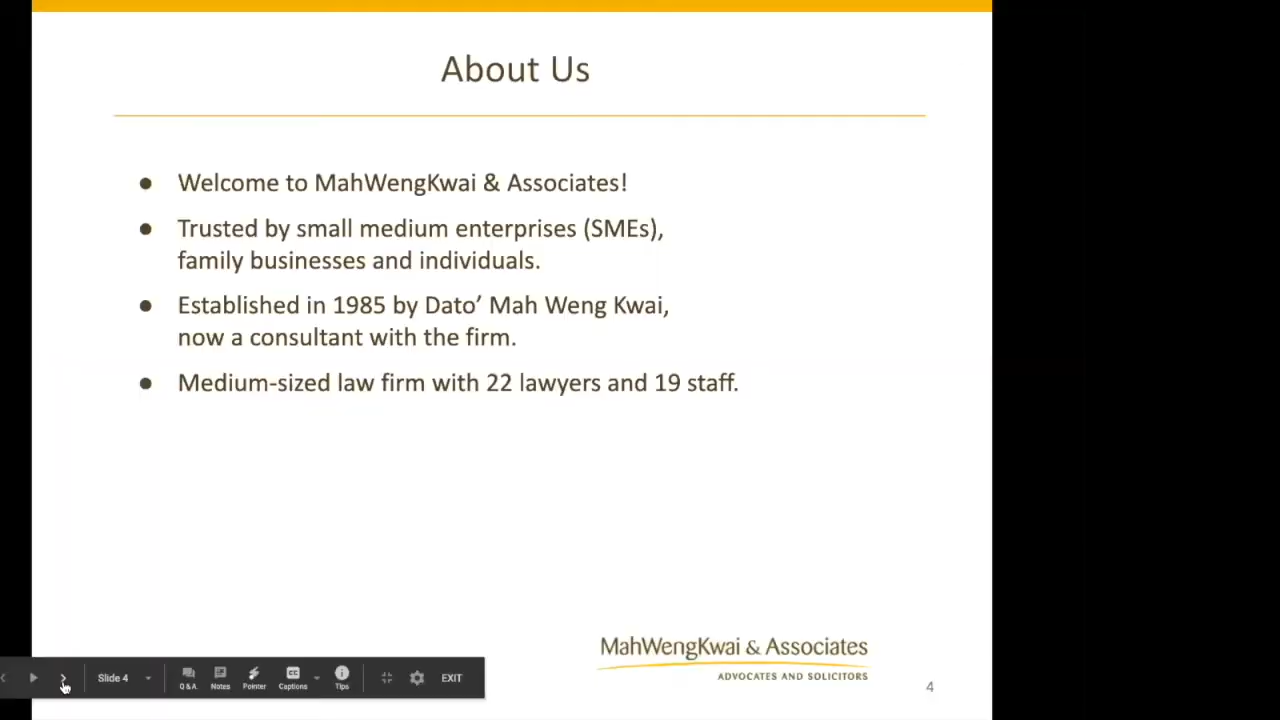 About Us
● Welcome to MahWengKwai & Associates!
● Trusted by small medium enterprises (SMEs),
family businesses and individuals.
● Established in 1985 by Dato’ Mah Weng Kwai,
now a consultant with the firm.
● Medium-sized law firm with 22 lawyers and 19 staff.
MahWengKwai & Associates
ADVOCATES AND SOLICITORS
4
Slide 4
Q&A
Notes
Pointer
CC
Captions
Tips
EXIT